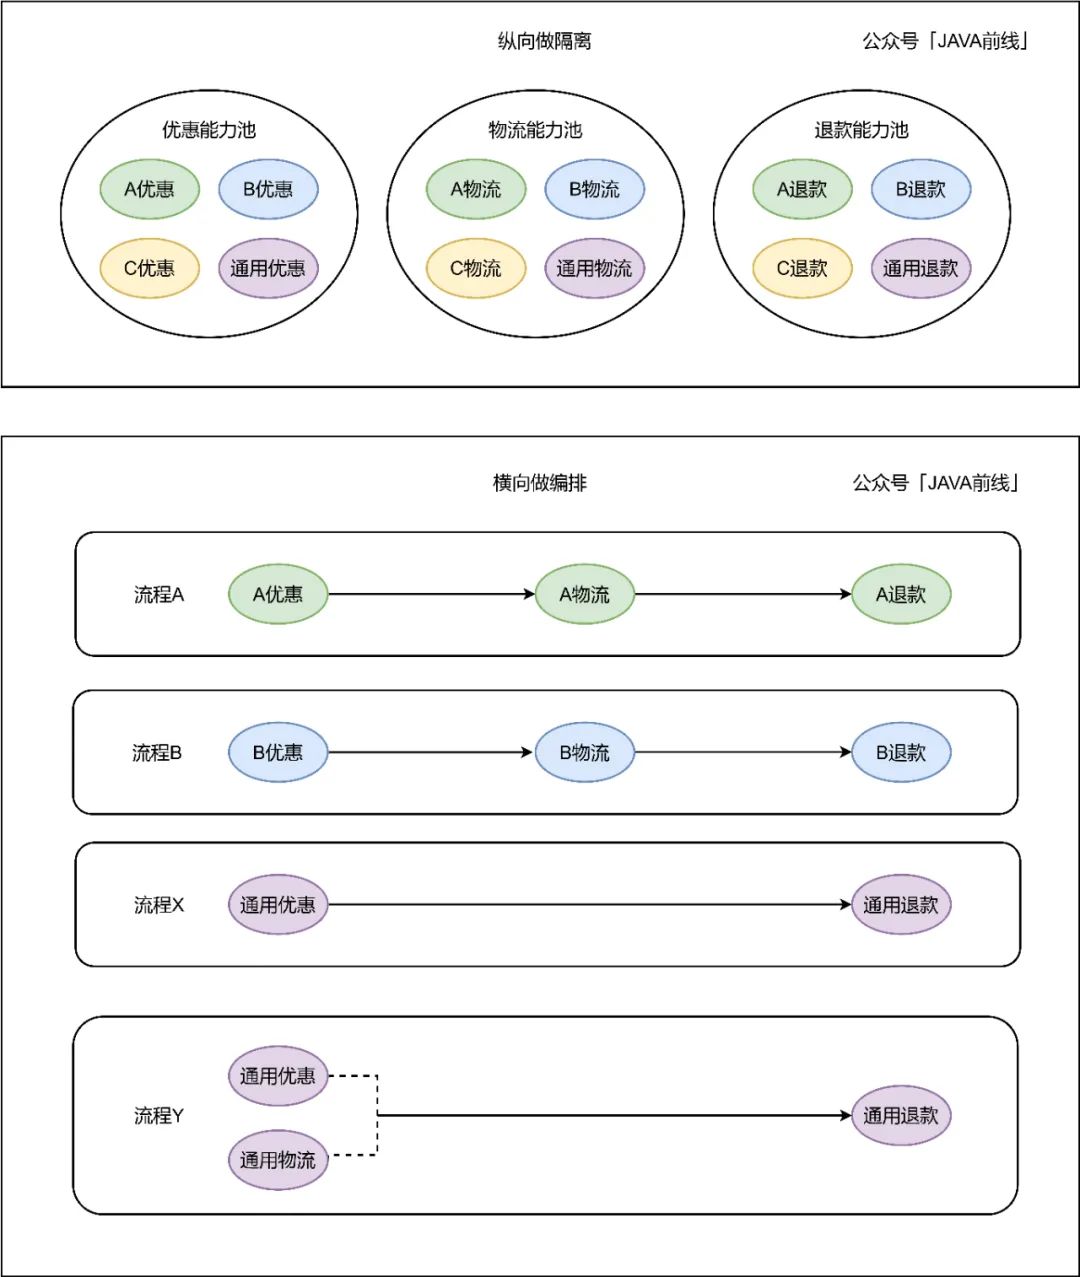 纵向做隔离
公众号「JAVA前线」
优惠能力池
物流能力池
退款能力池
A优惠
B优惠
A物流
B物流
A退款
B退款
C优惠
通用优惠
C物流
通用物流
C退款
通用退款
横向做编排
公众号「JAVA前线」
流程A
A优惠
A物流
A退款
流程B
B优惠
B物流
B退款
流程X
通用优惠
通用退款
流程Y
通用优惠
通用物流
通用退款